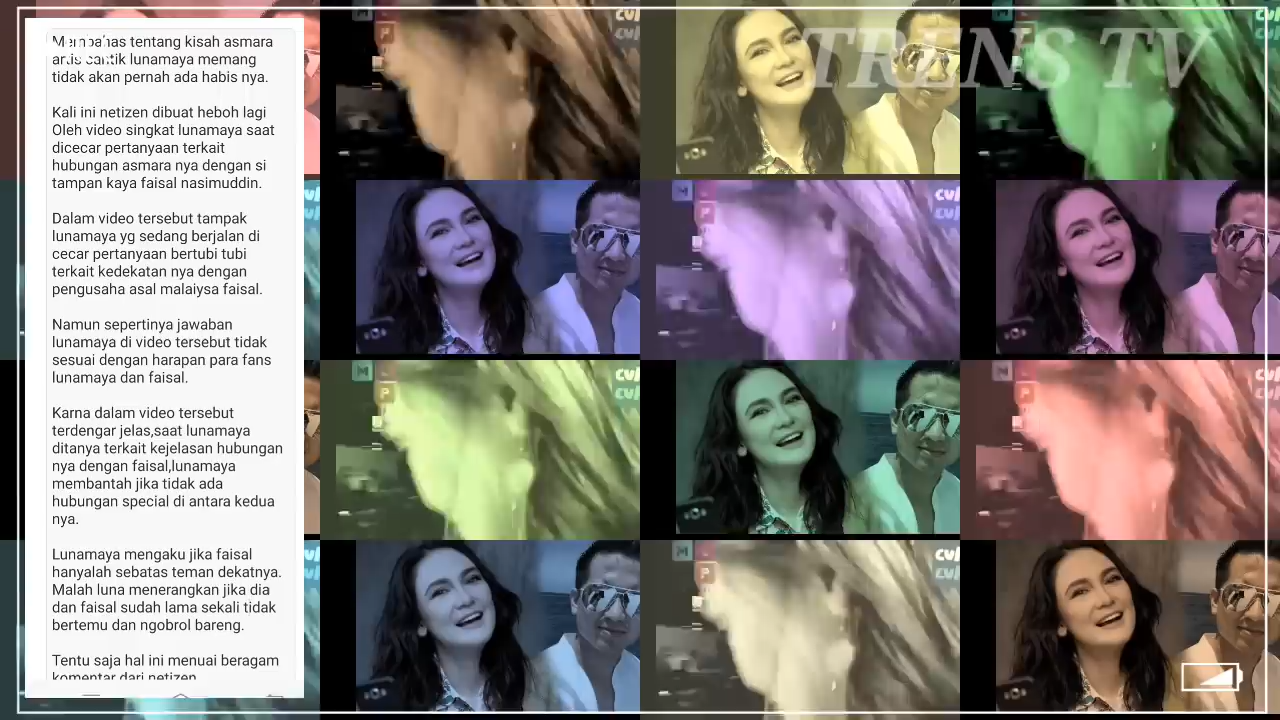 TRENS TV
Membahas tentang kisah asmara
artis cantik lunamaya memang
tidak akan pernah ada habis nya.
Kali ini netizen dibuat heboh lagi
Oleh video singkat lunamaya saat
dicecar pertanyaan terkait
hubungan asmara nya dengan si
tampan kaya faisal nasimuddin.
Dalam video tersebut tampak
lunamaya yg sedang berjalan di
cecar pertanyaan bertubi tubi
terkait kedekatan nya dengan
pengusaha asal malaiysa faisal.
Namun sepertinya jawaban
lunamaya di video tersebut tidak
sesuai dengan harapan para fans
lunamaya dan faisal.
Karna dalam video tersebut
terdengar jelas,saat lunamaya
ditanya terkait kejelasan hubungan
nya dengan faisal,lunamaya
membantah jika tidak ada
hubungan special di antara kedua
nya.
Lunamaya mengaku jika faisal
hanyalah sebatas teman dekatnya.
Malah luna menerangkan jika dia
dan faisal sudah lama sekali tidak
bertemu dan ngobrol bareng.
Tentu saja hal ini menuai beragam
komentar dari netizen